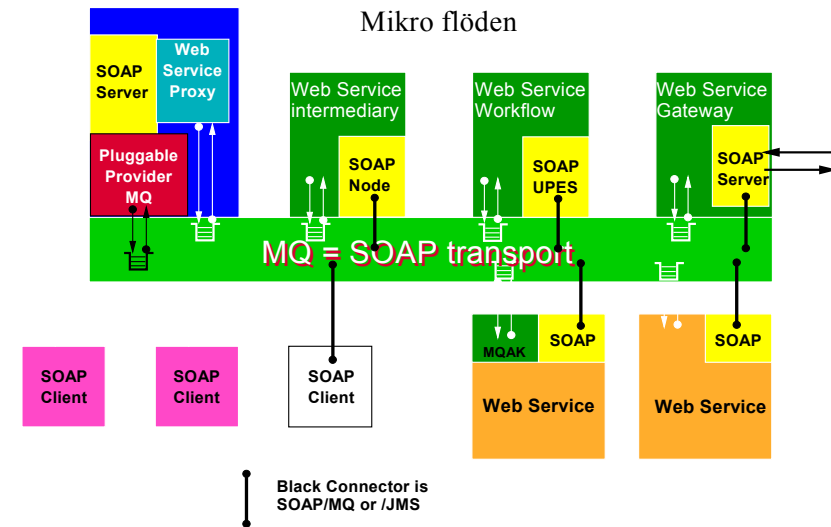 Mikro flöden
SOAP
Server
Web
Service
Proxy
Pluggable
Provider
MQ
Web Service
intermediary
SOAP
Node
Web Service
Workflow
SOAP
UPES
Web Service
Gateway
SOAP
Server
MQ = SOAP transport
SOAP
Client
SOAP
Client
SOAP
Client
MQAK
SOAP
Web Service
SOAP
Web Service
Black Connector is
SOAP/MQ or /JMS